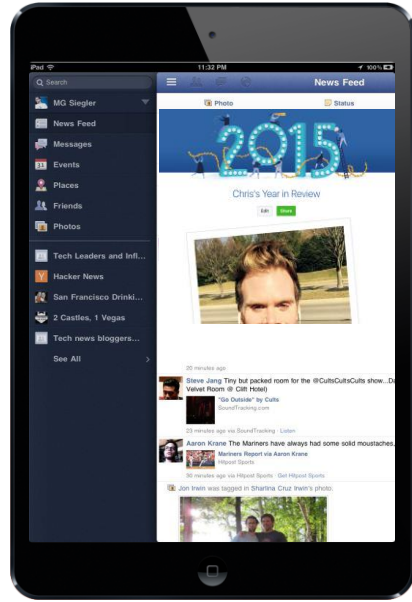 iPad
11:32 PM
100%
Search
MG Siegler
News Feed
Messages
Events
Places
Friends
Photos
Tech Leaders and Infl...
Hacker News
San Francisco Drinki...
2 Castles, 1 Vegas
Tech news bloggers...
See All
News Feed
Photo
Status
2015
Chris's Year in Review
Edit
Share
20 minutes ago
Steve Jang Tiny but packed room for the @CultsCultsCults show...Da
Velvet Room @ Clift Hotel)
"Go Outside" by Cults
SoundTracking.com
23 minutes ago via SoundTracking · Listen
Aaron Krane The Mariners have always had some solid moustaches,
Mariners Report via Aaron Krane
Hitpost Sports
36 minutes ago via Hitpost Sports · Get Hitpost Sports
Jon Irwin was tagged in Sharlina Cruz Irwin's photo.